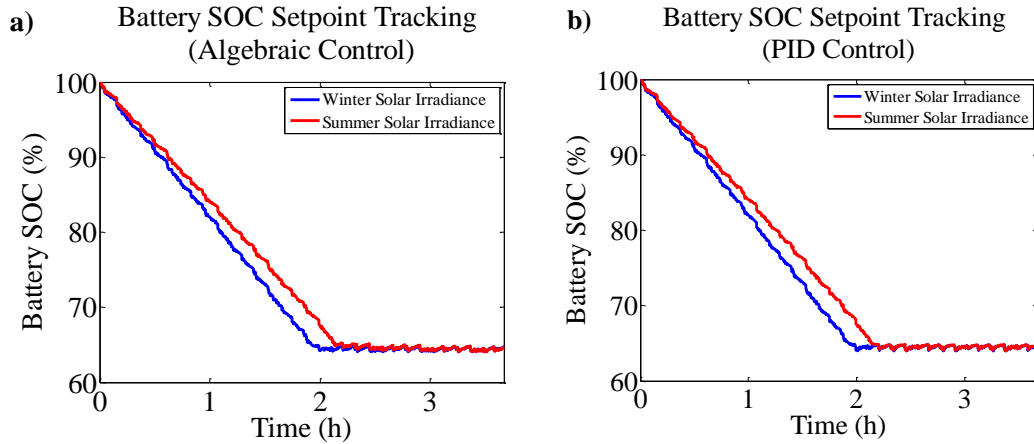 a)
Battery SOC Setpoint Tracking
(Algebraic Control)
100
90
80
70
60
Battery SOC (%)
Winter Solar Irradiance
Summer Solar Irradiance
0 1 2 3
Time (h)
b)
Battery SOC Setpoint Tracking
(PID Control)
100
90
80
70
60
Battery SOC (%)
Winter Solar Irradiance
Summer Solar Irradiance
0 1 2 3
Time (h)